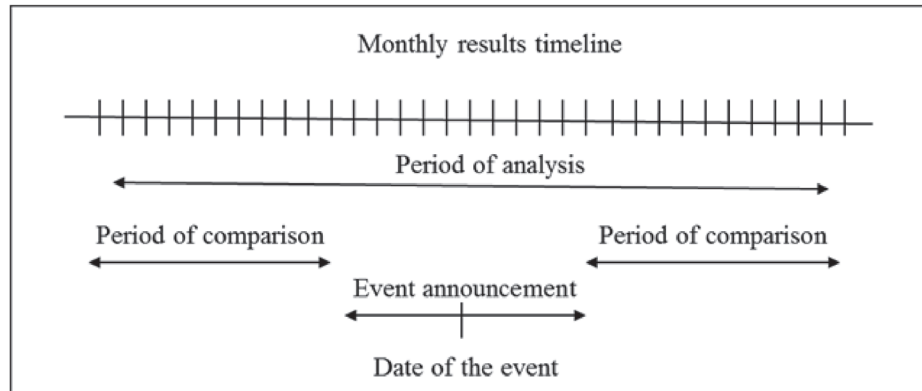 Monthly results timeline
Period of analysis
Period of comparison
Period of comparison
Event announcement
Date of the event